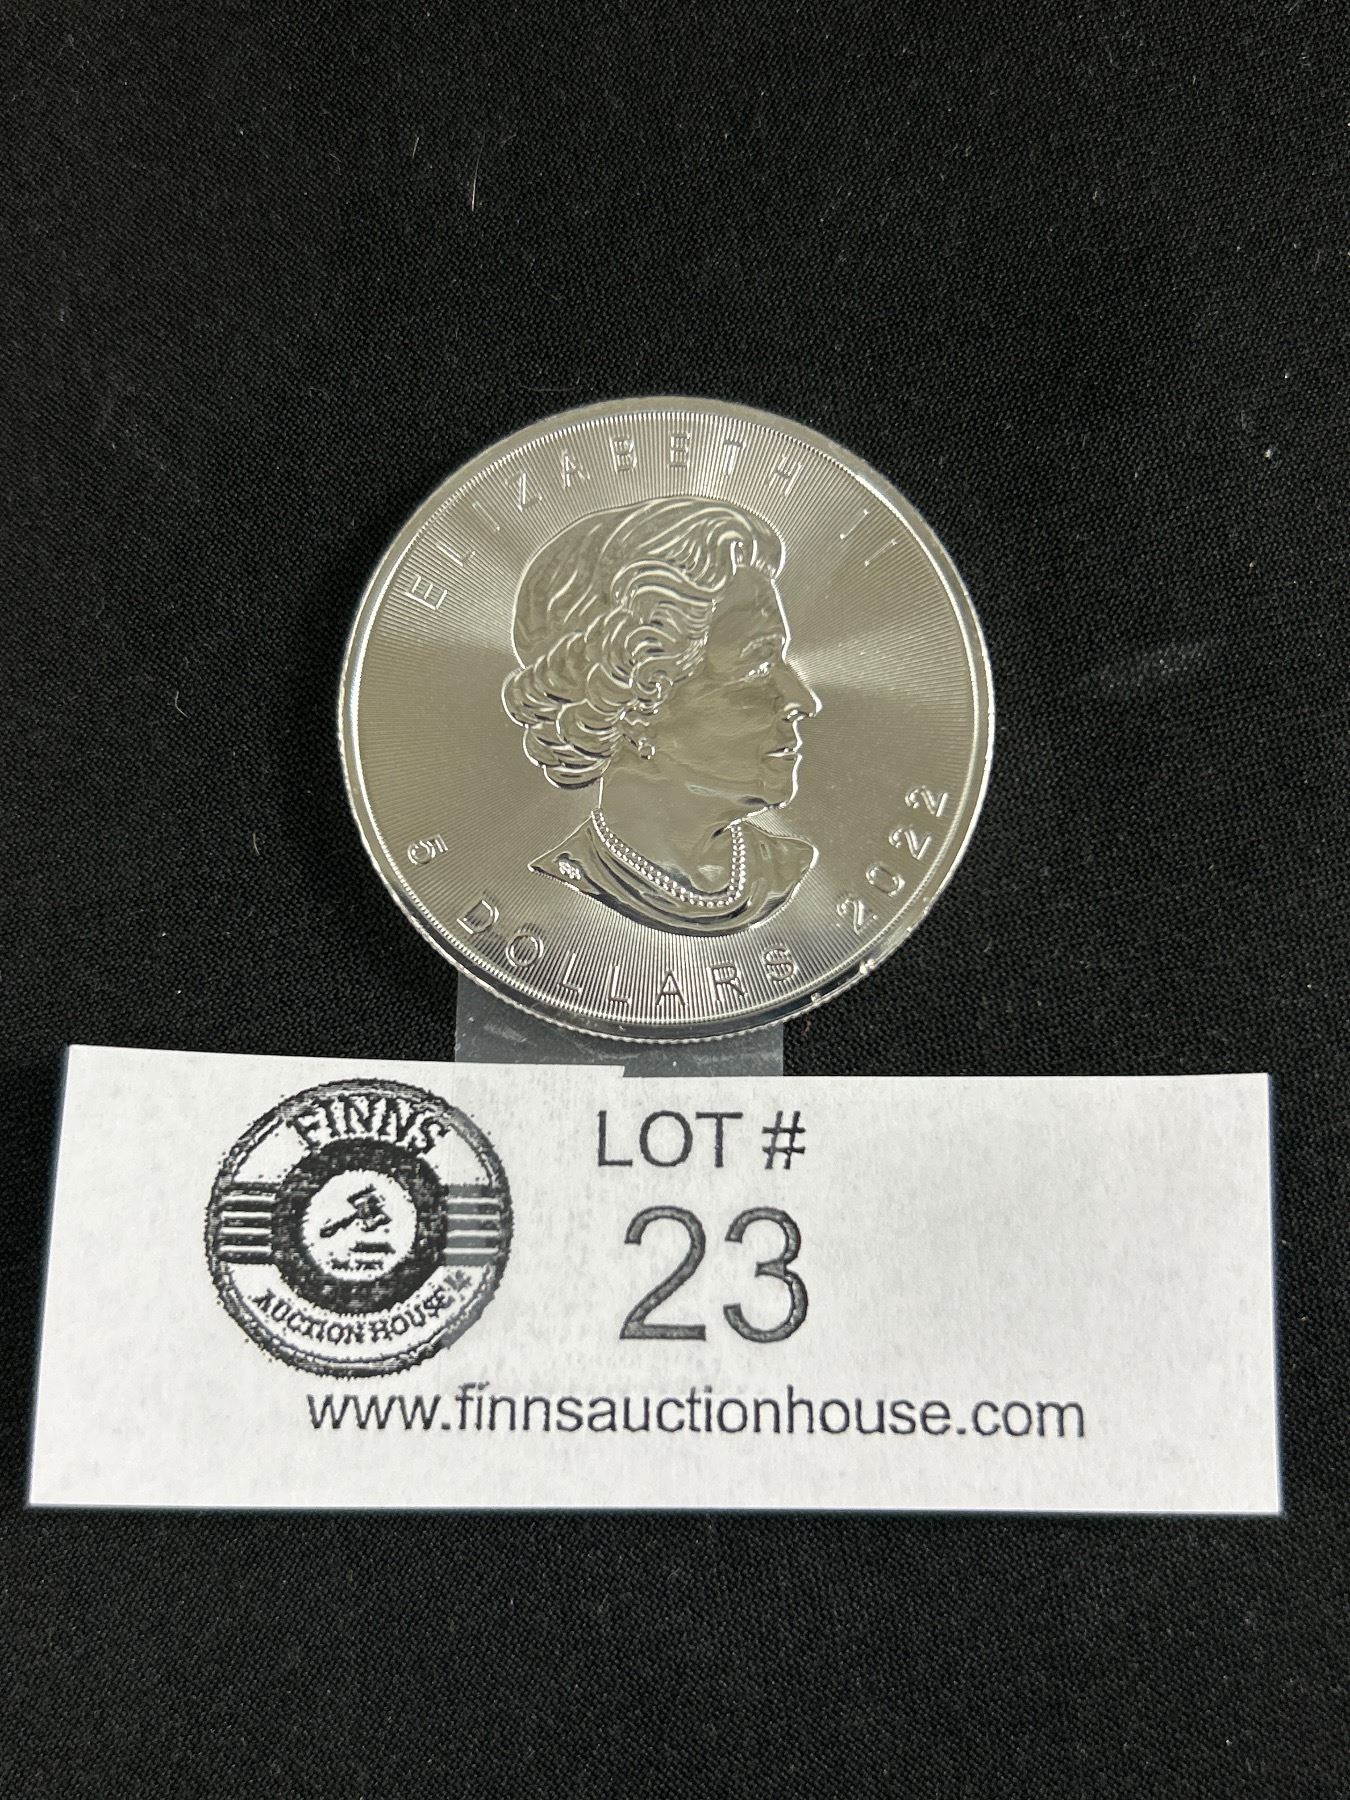 ELIZABETH II
5 DOLLARS 2022
FINNS
AUCTION HOUSE
LOT #
23
www.finnsauctionhouse.com